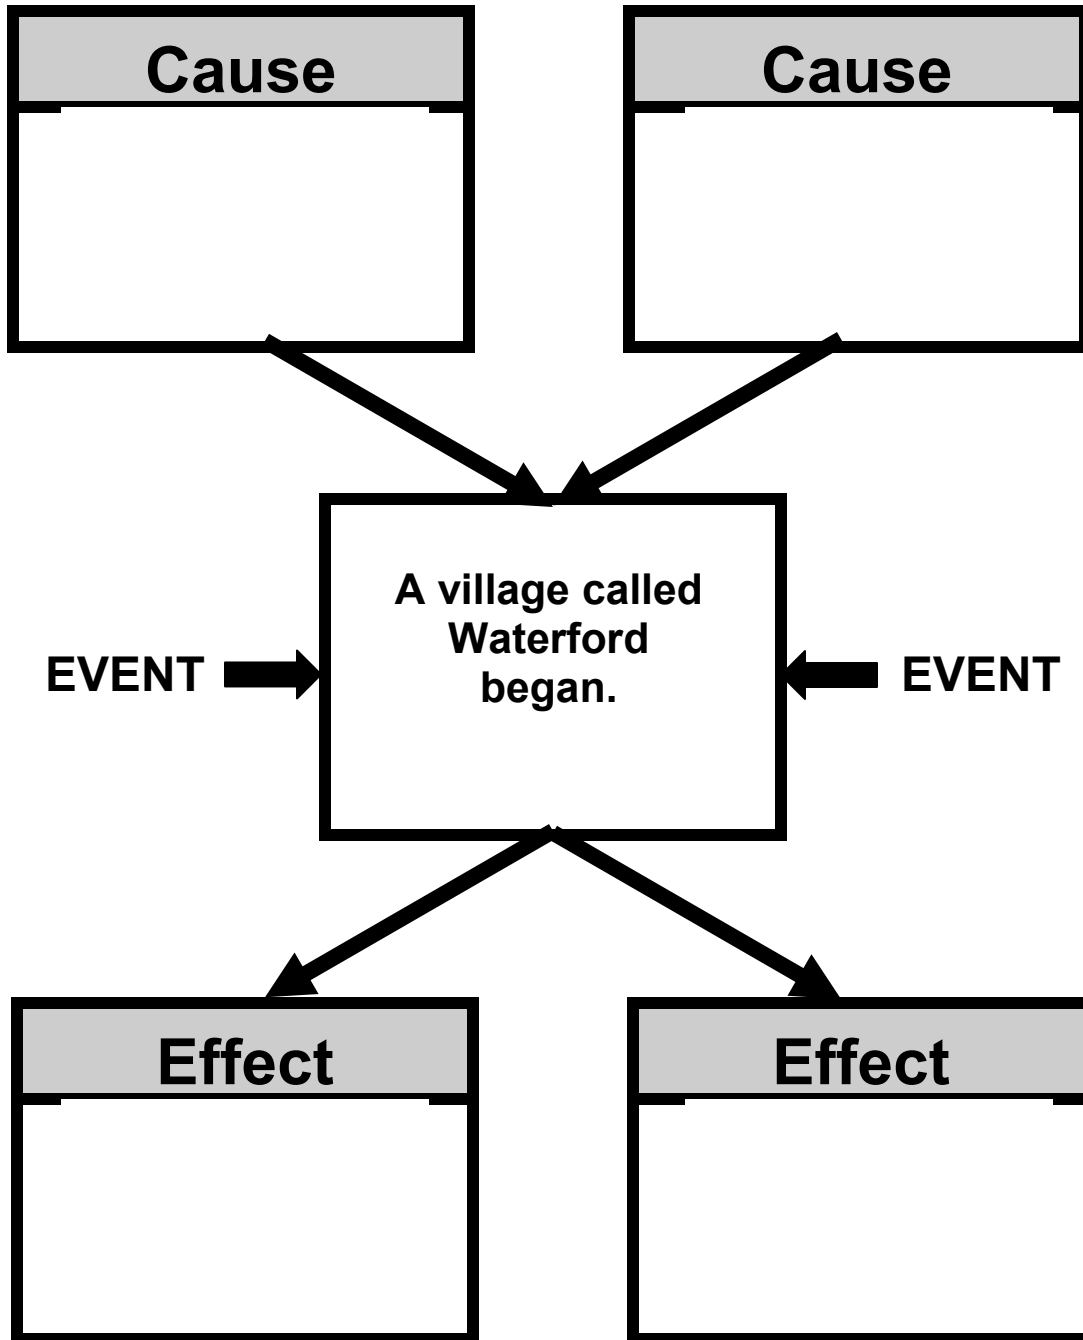 Cause
Cause
A village called
Waterford
began.
EVENT
EVENT
Effect
Effect